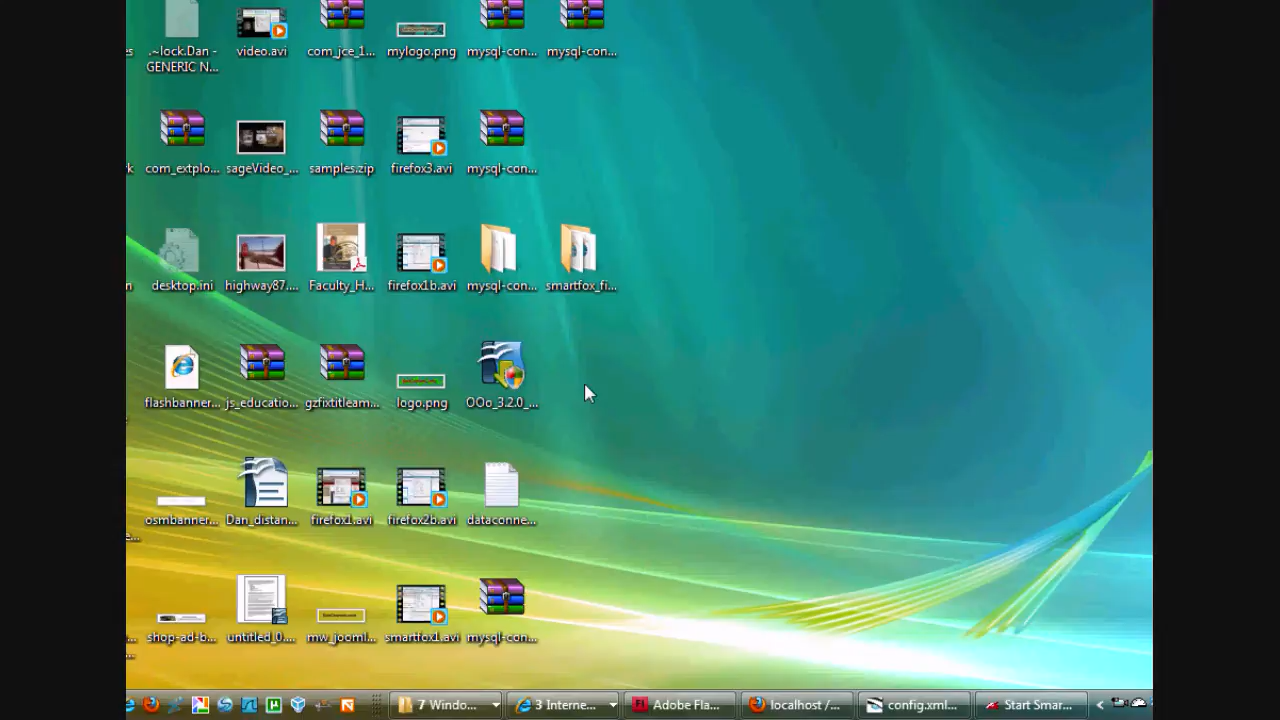 .~lock.Dan -
GENERIC N...
video.avi
com_jce_1...
mylogo.png
mysql-con...
mysql-con...
com_extplo...
sageVideo_...
samples.zip
firefox3.avi
mysql-con...
desktop.ini
highway87....
Faculty_H...
firefox1b.avi
mysql-con...
smartfox_fi...
flashbanner...
js_educatio...
gzfixtitleam...
logo.png
OOo_3.2.0_...
osmbanner...
Dan_distan...
firefox1.avi
firefox2b.avi
dataconne...
shop-ad-b...
untitled_0....
mw_jooml...
smartfox1.avi
mysql-con...
7 Windo...
3 Interne...
Adobe Fla...
localhost /...
config.xml...
Start Smar...